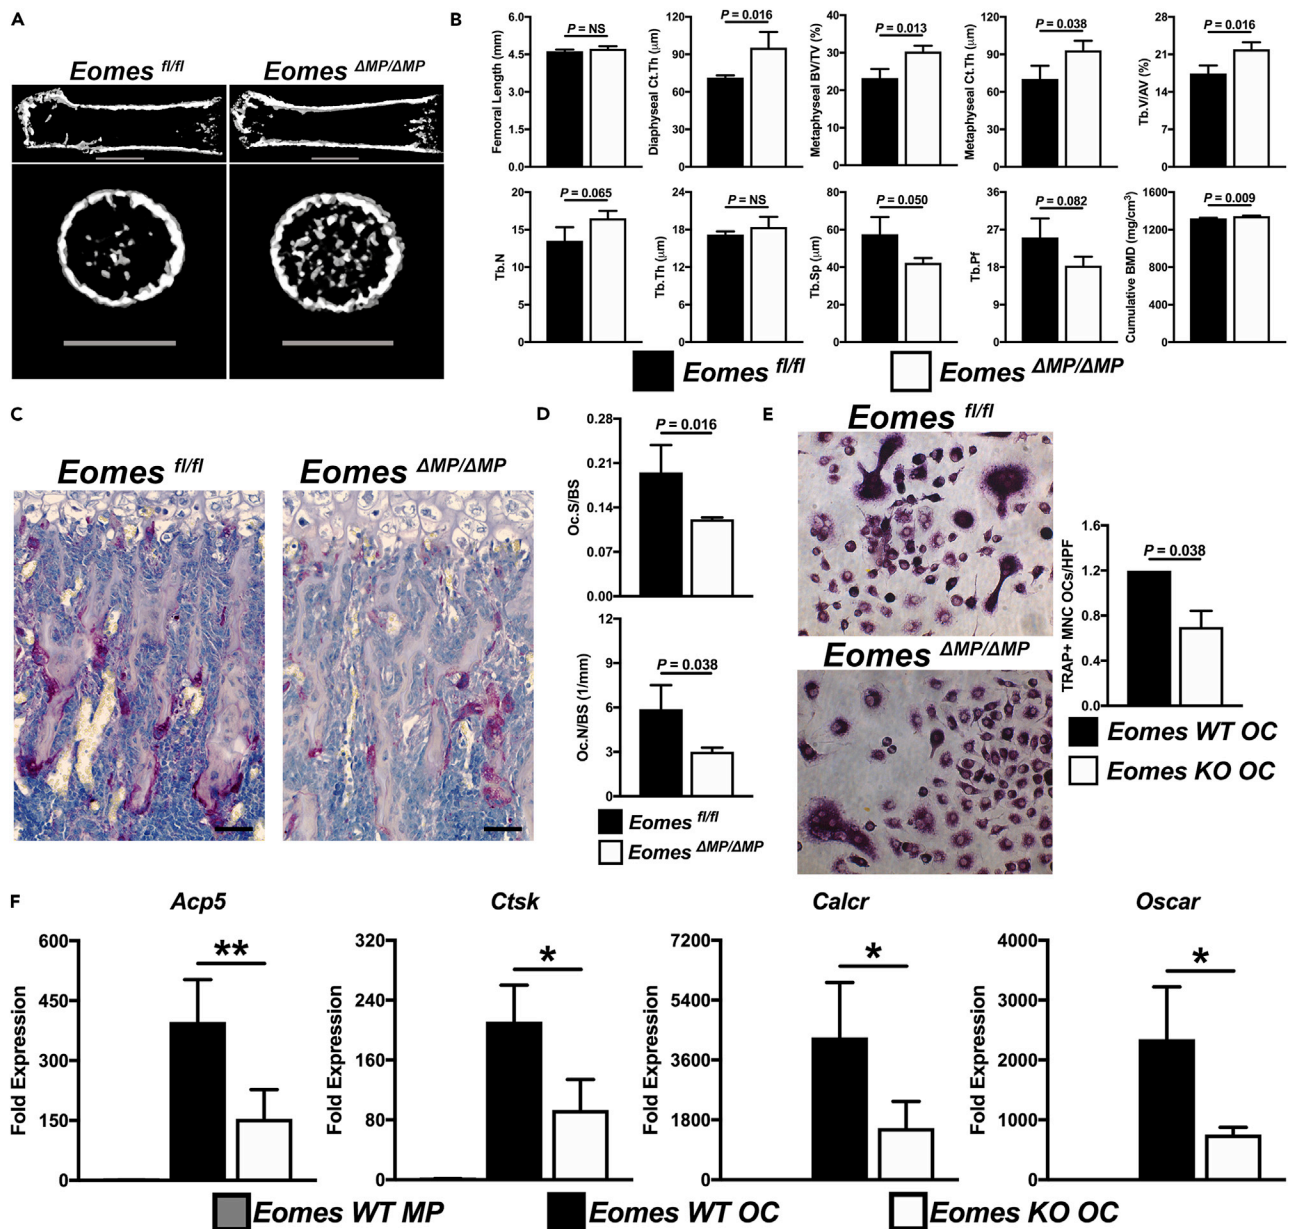 A
Eomes fl/fl
Eomes ΔMP/ΔMP
B
Femoral Length (mm)
6.0
4.5
3.0
1.5
0.0
P = NS
Diaphyseal Ct.Th (μm)
120
90
60
30
0
P = 0.016
Metaphyseal BV/TV (%)
40
30
20
10
0
P = 0.013
Metaphyseal Ct.Th (μm)
120
90
60
30
0
P = 0.038
Tb.V/AV (%)
28
21
14
7
0
P = 0.016
Tb.N
20
15
10
5
0
P = 0.065
Tb.Th (μm)
24
18
12
6
0
P = NS
Tb.Sp (μm)
80
60
40
20
0
P = 0.050
Tb.Pf
36
27
18
9
0
P = 0.082
Cumulative BMD (mg/cm3)
1600
1200
800
400
0
P = 0.009
Eomes fl/fl
Eomes ΔMP/ΔMP
C
Eomes fl/fl
Eomes ΔMP/ΔMP
D
Oc.S/BS
0.28
0.21
0.14
0.07
0.00
P = 0.016
Oc.N/BS (1/mm)
12
9
6
3
0
P = 0.038
Eomes fl/fl
Eomes ΔMP/ΔMP
E
Eomes fl/fl
Eomes ΔMP/ΔMP
TRAP+ MNC OCs/HPF
1.6
1.2
0.8
0.4
0.0
P = 0.038
Eomes WT OC
Eomes KO OC
F
Acp5
Fold Expression
600
450
300
150
0
**
Ctsk
Fold Expression
320
240
160
80
0
*
Calcr
Fold Expression
7200
5400
3600
1800
0
*
Oscar
Fold Expression
4000
3000
2000
1000
0
*
Eomes WT MP
Eomes WT OC
Eomes KO OC